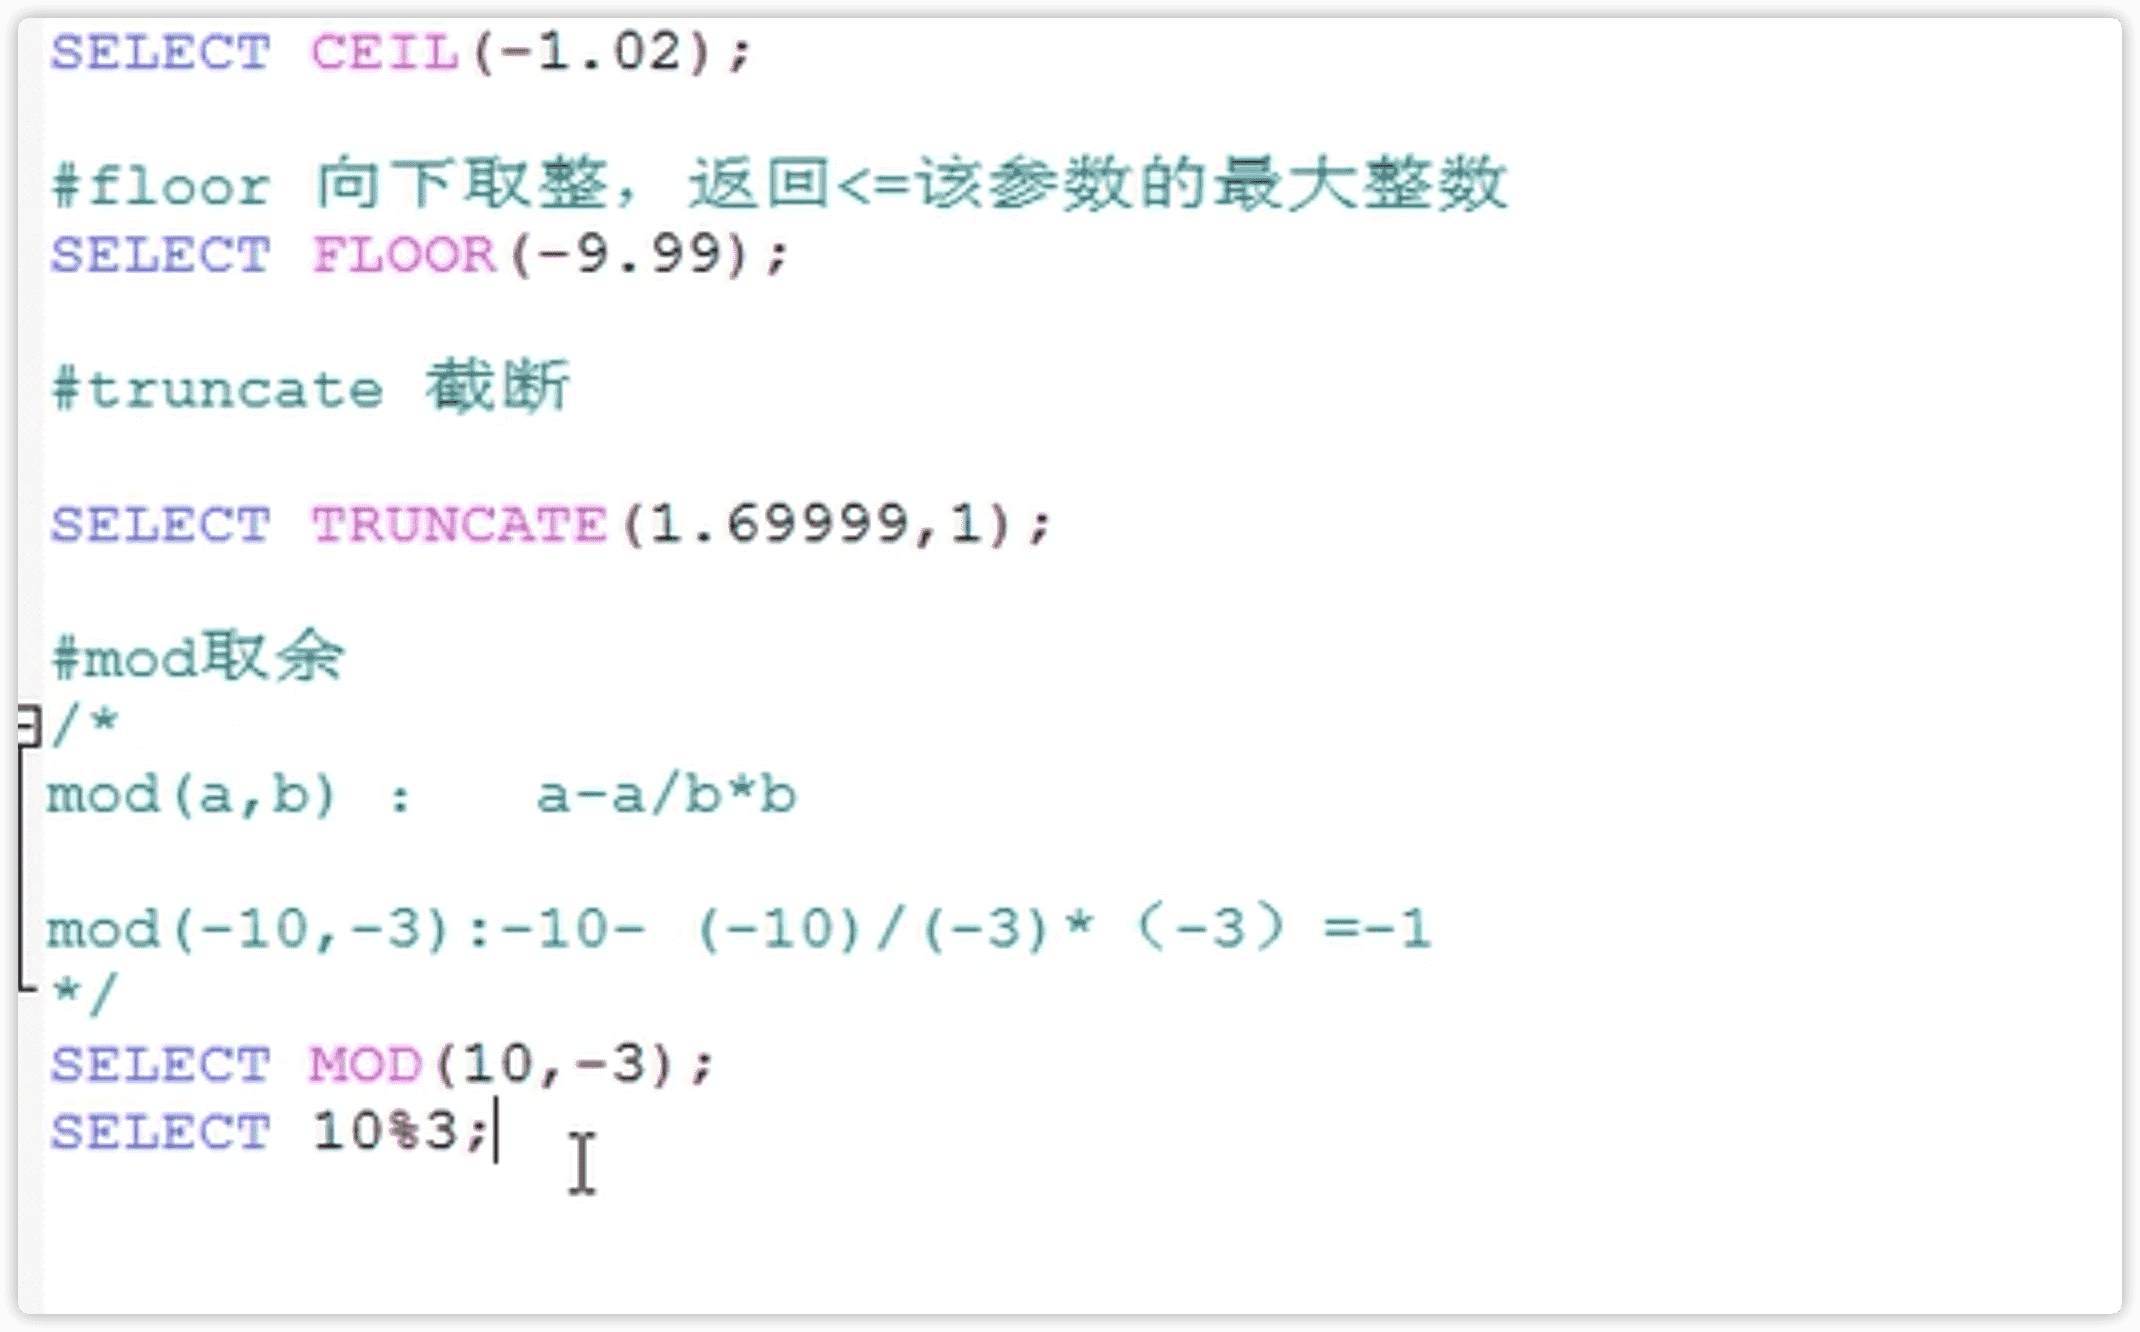 SELECT CEIL(-1.02);
#floor 向下取整，返回<=该参数的最大整数
SELECT FLOOR(-9.99);
#truncate 截断
SELECT TRUNCATE(1.69999,1);
#mod取余
/*
mod(a,b) :   a-a/b*b
mod(-10,-3):-10- (-10)/(-3)*（-3）=-1
*/
SELECT MOD(10,-3);
SELECT 10%3;